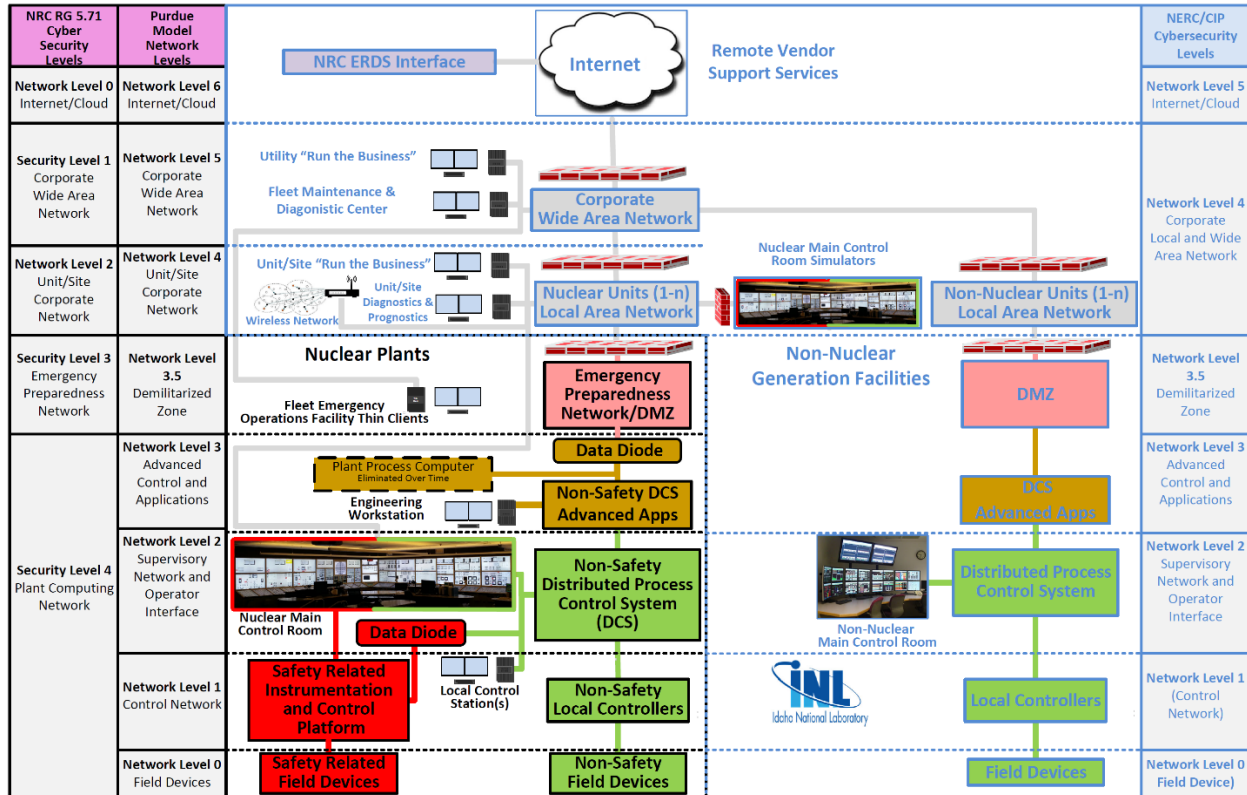 NRC RG 5.71
Cyber
Security
Levels
Purdue
Model
Network
Levels
NERC/CIP
Cybersecurity
Levels
NRC ERDS Interface
Internet
Remote Vendor
Support Services
Network Level 0
Internet/Cloud
Network Level 6
Internet/Cloud
Network Level 5
Internet/Cloud
Security Level 1
Corporate
Wide Area
Network
Network Level 5
Corporate
Wide Area
Network
Utility “Run the Business”
Fleet Maintenance &
Diagonistic Center
Corporate
Wide Area Network
Network Level 4
Corporate
Local and Wide
Area Network
Network Level 2
Unit/Site
Corporate
Network
Network Level 4
Unit/Site
Corporate
Network
Unit/Site “Run the Business”
Unit/Site
Diagnostics &
Prognostics
Wireless Network
Nuclear Units (1-n)
Local Area Network
Nuclear Main Control
Room Simulators
Non-Nuclear Units (1-n)
Local Area Network
Security Level 3
Emergency
Preparedness
Network
Network Level
3.5
Demilitarized
Zone
Nuclear Plants
Fleet Emergency
Operations Facility Thin Clients
Emergency
Preparedness
Network/DMZ
Non-Nuclear
Generation Facilities
DMZ
Network Level
3.5
Demilitarized
Zone
Security Level 4
Plant Computing
Network
Network Level 3
Advanced
Control and
Applications
Data Diode
Plant Process Computer
Eliminated Over Time
Engineering
Workstation
Non-Safety DCS
Advanced Apps
DCS
Advanced Apps
Network Level 3
Advanced
Control and
Applications
Network Level 2
Supervisory
Network and
Operator
Interface
Nuclear Main
Control Room
Data Diode
Non-Safety
Distributed Process
Control System
(DCS)
Non-Nuclear
Main Control Room
Distributed Process
Control System
Network Level 2
Supervisory
Network and
Operator
Interface
Network Level 1
Control Network
Safety Related
Instrumentation
and Control
Platform
Local Control
Station(s)
Non-Safety
Local Controllers
INL
Idaho National Laboratory
Local Controllers
Network Level 1
(Control
Network)
Network Level 0
Field Devices
Safety Related
Field Devices
Non-Safety
Field Devices
Field Devices
Network Level 0
Field Device)